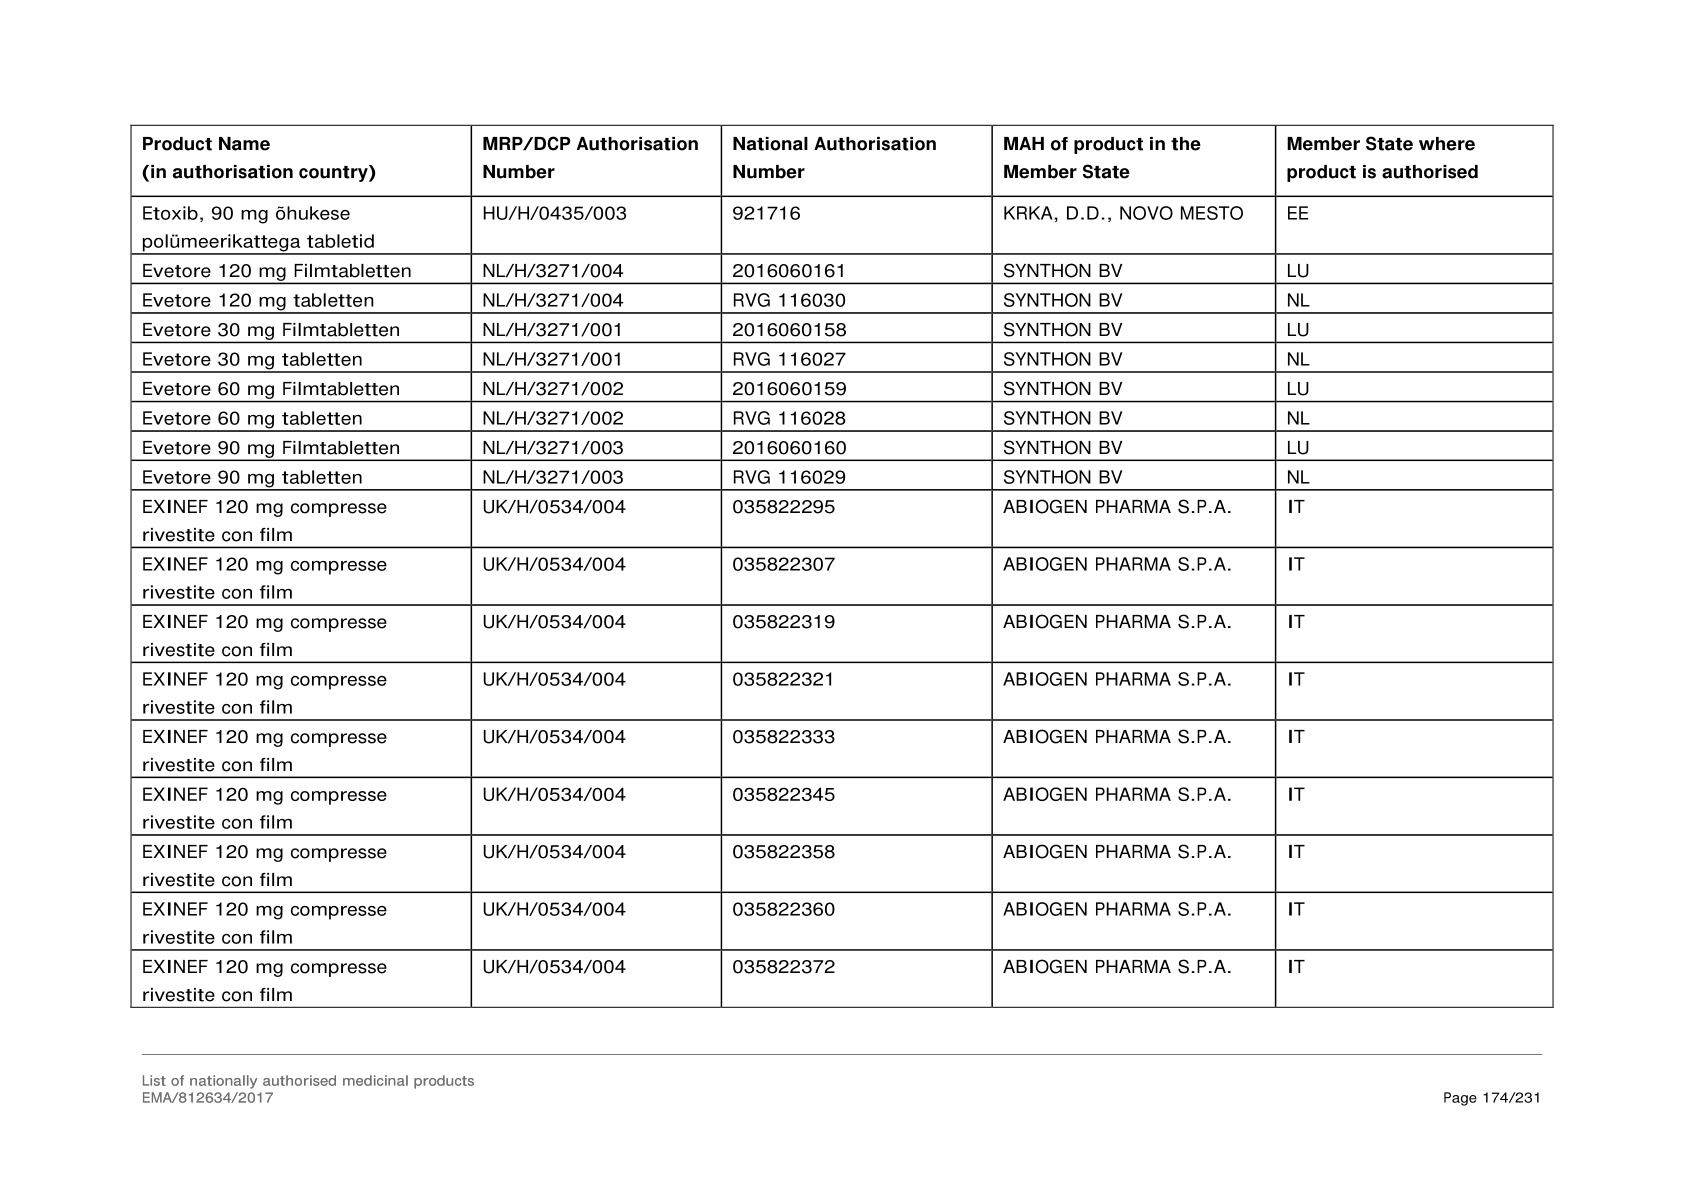 Product Name
(in authorisation country)
MRP/DCP Authorisation
Number
National Authorisation
Number
MAH of product in the
Member State
Member State where
product is authorised
Etoxib, 90 mg õhukese
polümeerikattega tabletid
HU/H/0435/003
921716
KRKA, D.D., NOVO MESTO
EE
Evetore 120 mg Filmtabletten
NL/H/3271/004
2016060161
SYNTHON BV
LU
Evetore 120 mg tabletten
NL/H/3271/004
RVG 116030
SYNTHON BV
NL
Evetore 30 mg Filmtabletten
NL/H/3271/001
2016060158
SYNTHON BV
LU
Evetore 30 mg tabletten
NL/H/3271/001
RVG 116027
SYNTHON BV
NL
Evetore 60 mg Filmtabletten
NL/H/3271/002
2016060159
SYNTHON BV
LU
Evetore 60 mg tabletten
NL/H/3271/002
RVG 116028
SYNTHON BV
NL
Evetore 90 mg Filmtabletten
NL/H/3271/003
2016060160
SYNTHON BV
LU
Evetore 90 mg tabletten
NL/H/3271/003
RVG 116029
SYNTHON BV
NL
EXINEF 120 mg compresse
rivestite con film
UK/H/0534/004
035822295
ABIOGEN PHARMA S.P.A.
IT
EXINEF 120 mg compresse
rivestite con film
UK/H/0534/004
035822307
ABIOGEN PHARMA S.P.A.
IT
EXINEF 120 mg compresse
rivestite con film
UK/H/0534/004
035822319
ABIOGEN PHARMA S.P.A.
IT
EXINEF 120 mg compresse
rivestite con film
UK/H/0534/004
035822321
ABIOGEN PHARMA S.P.A.
IT
EXINEF 120 mg compresse
rivestite con film
UK/H/0534/004
035822333
ABIOGEN PHARMA S.P.A.
IT
EXINEF 120 mg compresse
rivestite con film
UK/H/0534/004
035822345
ABIOGEN PHARMA S.P.A.
IT
EXINEF 120 mg compresse
rivestite con film
UK/H/0534/004
035822358
ABIOGEN PHARMA S.P.A.
IT
EXINEF 120 mg compresse
rivestite con film
UK/H/0534/004
035822360
ABIOGEN PHARMA S.P.A.
IT
EXINEF 120 mg compresse
rivestite con film
UK/H/0534/004
035822372
ABIOGEN PHARMA S.P.A.
IT
List of nationally authorised medicinal products
EMA/812634/2017
Page 174/231